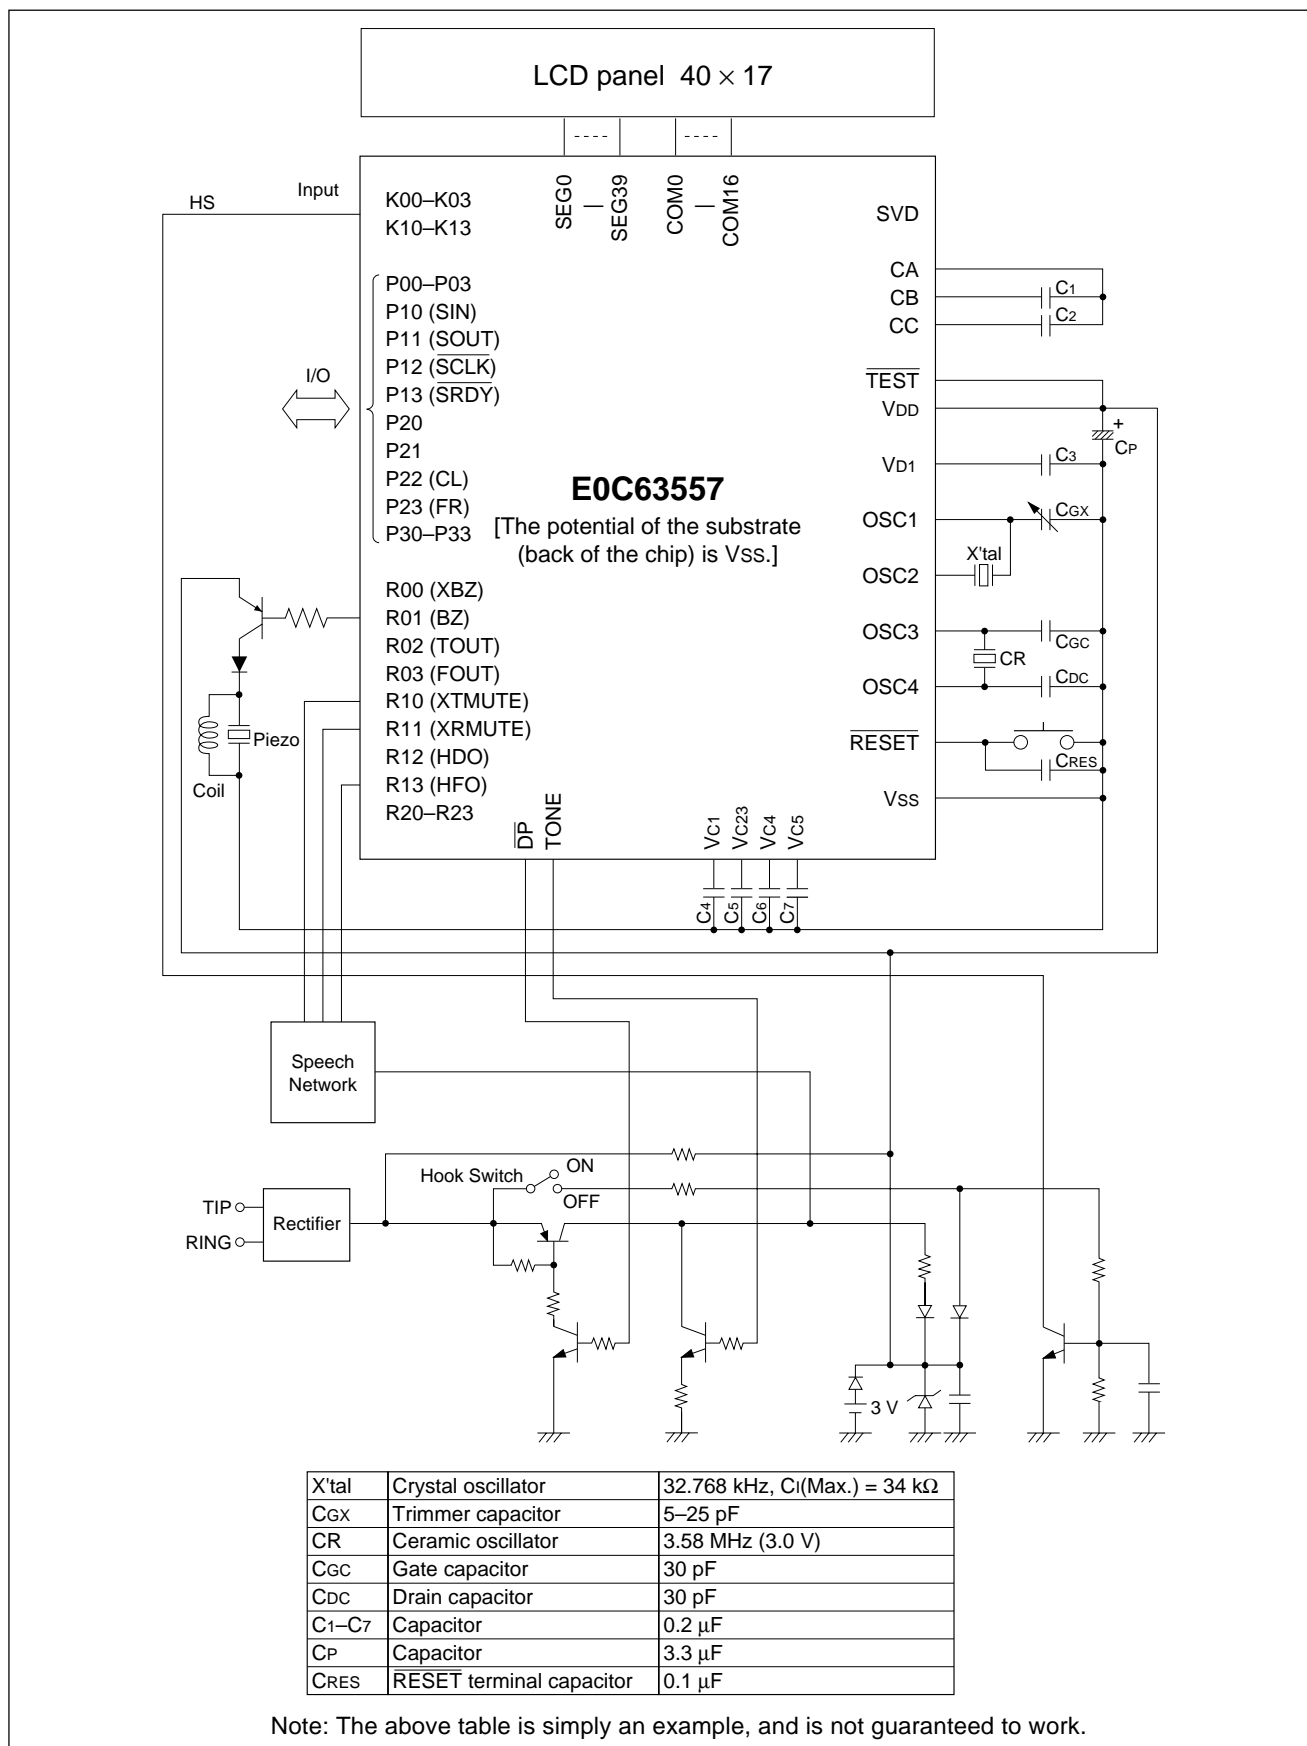 LCD panel 40 × 17
HS
Input
K00–K03
K10–K13
SEG0
—
SEG39
COM0
—
COM16
SVD
CA
CB
CC
C1
C2
P00–P03
P10 (SIN)
P11 (SOUT)
P12 (S̅C̅L̅K̅)
P13 (S̅R̅D̅Y̅)
P20
P21
P22 (CL)
P23 (FR)
P30–P33
I/O
T̅E̅S̅T̅
VDD
+
CP
VD1
C3
E0C63557
[The potential of the substrate
(back of the chip) is VSS.]
OSC1
CGX
X'tal
OSC2
OSC3
CGC
CR
OSC4
CDC
R̅E̅S̅E̅T̅
CRES
VSS
R00 (XBZ)
R01 (BZ)
R02 (TOUT)
R03 (FOUT)
R10 (XTMUTE)
R11 (XRMUTE)
R12 (HDO)
R13 (HFO)
R20–R23
Piezo
Coil
D̅P̅
TONE
VC1
VC23
VC4
VC5
C4
C5
C6
C7
Speech
Network
Hook Switch
ON
OFF
TIP
RING
Rectifier
3 V
X'tal Crystal oscillator 32.768 kHz, CI(Max.) = 34 kΩ
CGX Trimmer capacitor 5–25 pF
CR Ceramic oscillator 3.58 MHz (3.0 V)
CGC Gate capacitor 30 pF
CDC Drain capacitor 30 pF
C1–C7 Capacitor 0.2 μF
CP Capacitor 3.3 μF
CRES R̅E̅S̅E̅T̅ terminal capacitor 0.1 μF
Note: The above table is simply an example, and is not guaranteed to work.